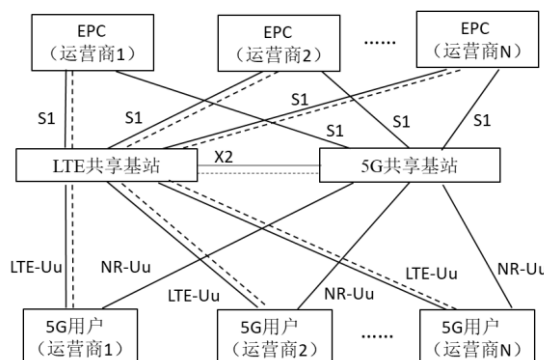 EPC
（运营商1）
EPC
（运营商2）
......
EPC
（运营商N）
S1
S1
S1
S1
S1
S1
LTE共享基站
X2
5G共享基站
LTE-Uu
NR-Uu
LTE-Uu
NR-Uu
LTE-Uu
NR-Uu
5G用户
（运营商1）
5G用户
（运营商2）
......
5G用户
（运营商N）